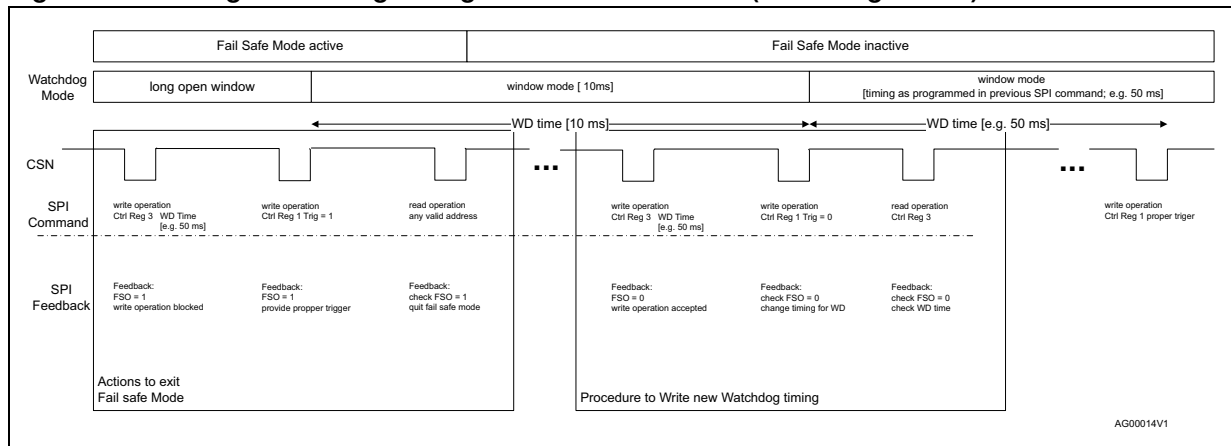 Fail Safe Mode active
Fail Safe Mode inactive
Watchdog
Mode
long open window
window mode [ 10ms]
window mode
[timing as programmed in previous SPI command; e.g. 50 ms]
WD time [10 ms]
WD time [e.g. 50 ms]
CSN
...
...
SPI
Command
write operation
Ctrl Reg 3 WD Time
[e.g. 50 ms]
write operation
Ctrl Reg 1 Trig = 1
read operation
any valid address
write operation
Ctrl Reg 3 WD Time
[e.g. 50 ms]
write operation
Ctrl Reg 1 Trig = 0
read operation
Ctrl Reg 3
write operation
Ctrl Reg 1 proper triger
SPI
Feedback
Feedback:
FSO = 1
write operation blocked
Feedback:
FSO = 1
provide propper trigger
Feedback:
check FSO = 1
quit fail safe mode
Feedback:
FSO = 0
write operation accepted
Feedback:
check FSO = 0
change timing for WD
Feedback:
check FSO = 0
check WD time
Actions to exit
Fail safe Mode
Procedure to Write new Watchdog timing
AG00014V1